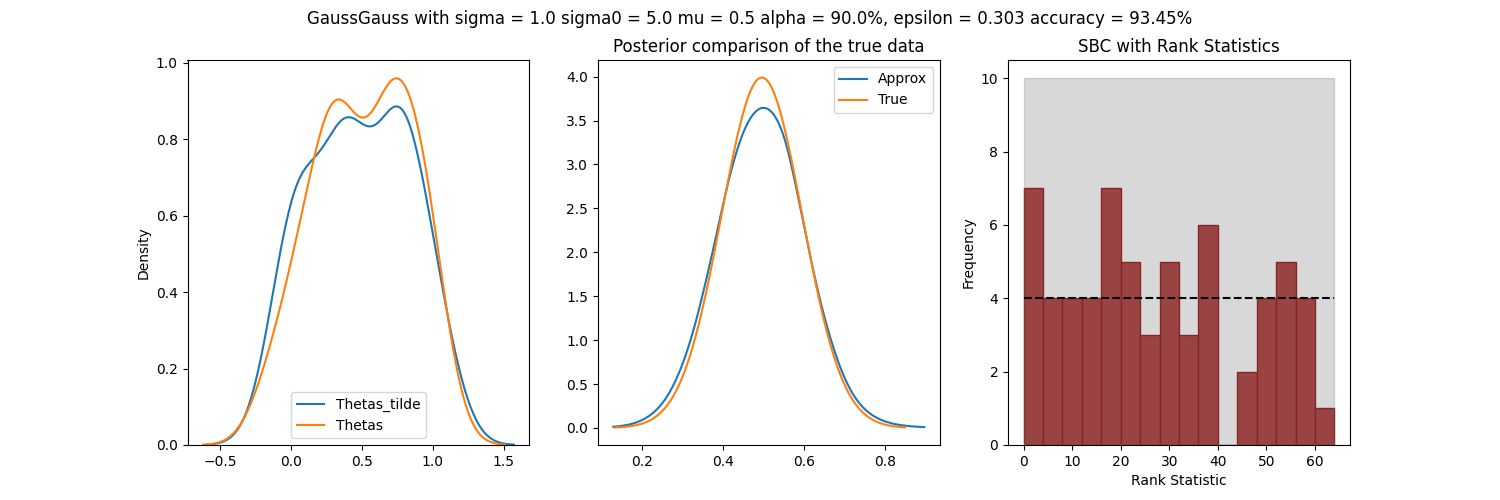 GaussGauss with sigma = 1.0 sigma0 = 5.0 mu = 0.5 alpha = 90.0%, epsilon = 0.303 accuracy = 93.45%
Density
1.0
0.8
0.6
0.4
0.2
0.0
−0.5 0.0 0.5 1.0 1.5
Thetas_tilde
Thetas
Posterior comparison of the true data
4.0
3.5
3.0
2.5
2.0
1.5
1.0
0.5
0.0
0.2 0.4 0.6 0.8
Approx
True
SBC with Rank Statistics
Frequency
10
8
6
4
2
0
0 10 20 30 40 50 60
Rank Statistic